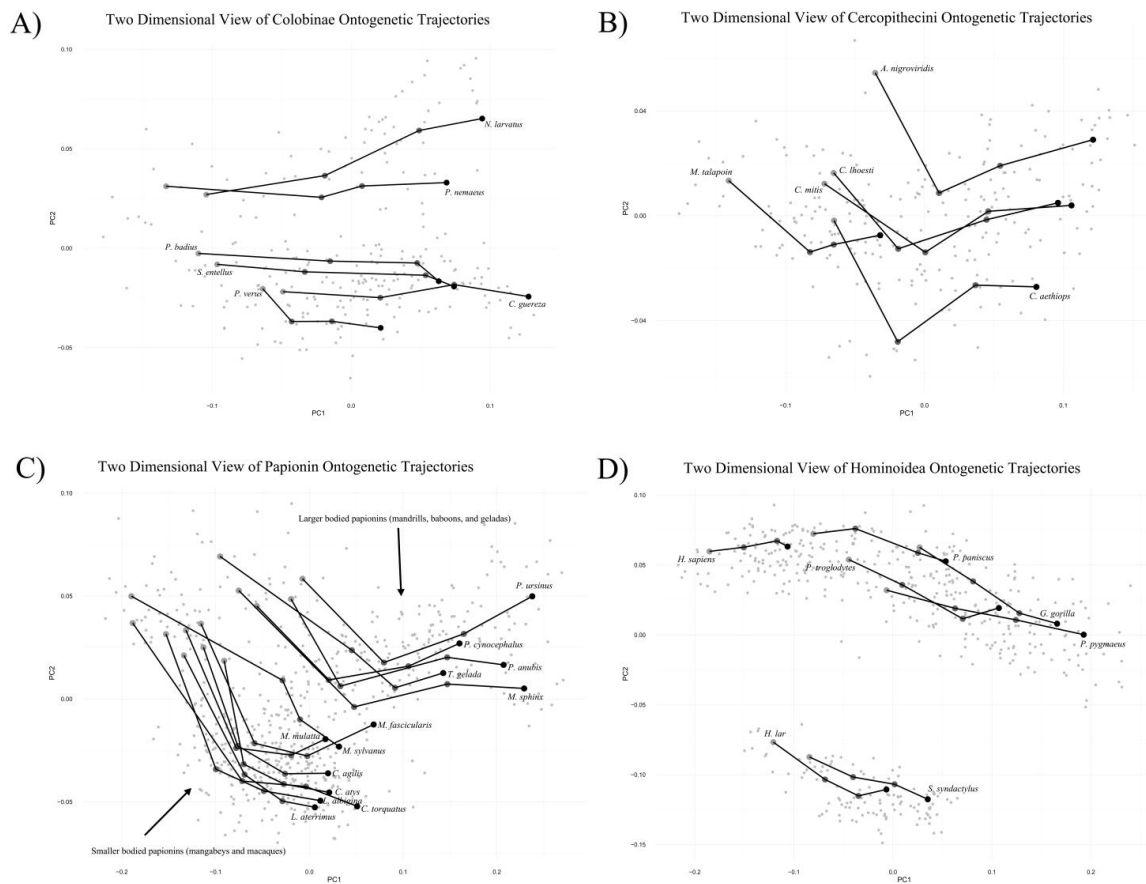 A)
Two Dimensional View of Colobinae Ontogenetic Trajectories
0.10
0.05
0.00
−0.05
PC2
N. larvatus
P. nemaeus
P. badius
S. entellus
P. verus
C. guereza
−0.1
0.0
0.1
PC1
B)
Two Dimensional View of Cercopithecini Ontogenetic Trajectories
0.04
0.00
−0.04
PC2
A. nigroviridis
M. talapoin
C. lhoesti
C. mitis
C. aethiops
−0.1
0.0
0.1
PC1
C)
Two Dimensional View of Papionin Ontogenetic Trajectories
0.10
0.05
0.00
−0.05
PC2
Larger bodied papionins (mandrills, baboons, and geladas)
P. ursinus
P. cynocephalus
P. anubis
T. gelada
M. sphinx
M. fascicularis
M. mulatta
M. sylvanus
C. agilis
C. atys
L. albigina
C. torquatus
L. aterrimus
Smaller bodied papionins (mangabeys and macaques)
−0.2
−0.1
0.0
0.1
0.2
PC1
D)
Two Dimensional View of Hominoidea Ontogenetic Trajectories
0.10
0.05
0.00
−0.05
−0.10
−0.15
PC2
H. sapiens
P. troglodytes
P. paniscus
G. gorilla
P. pygmaeus
H. lar
S. syndactylus
−0.2
−0.1
0.0
0.1
0.2
PC1